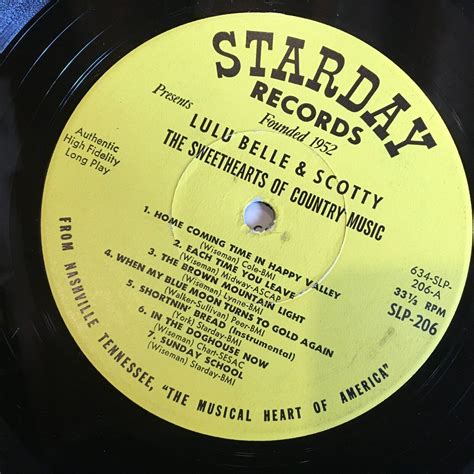 STARDAY
RECORDS
Presents
Founded 1952
LULU BELLE & SCOTTY
THE SWEETHEARTS OF COUNTRY MUSIC
Authentic
High Fidelity
Long Play
634-SLP-
206-A
33⅓ RPM
SLP-206
1. HOME COMING TIME IN HAPPY VALLEY
(Wiseman) Cole-BMI
2. EACH TIME YOU LEAVE
(Wiseman) Midway-ASCAP
3. THE BROWN MOUNTAIN LIGHT
(Wiseman) Lynne-BMI
4. WHEN MY BLUE MOON TURNS TO GOLD AGAIN
(Walker-Sullivan) Peer-BMI
5. SHORTNIN' BREAD (Instrumental)
(York) Starday-BMI
6. IN THE DOGHOUSE NOW
(Wiseman) Chart-SESAC
7. SUNDAY SCHOOL
(Wiseman) Starday-BMI
FROM NASHVILLE TENNESSEE, "THE MUSICAL HEART OF AMERICA"